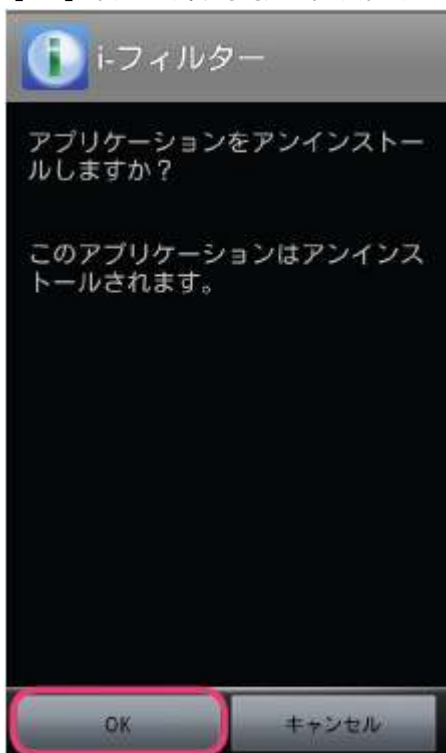 i-フィルター
アプリケーションをアンインストー
ルしますか？
このアプリケーションはアンインス
トールされます。
OK
キャンセル